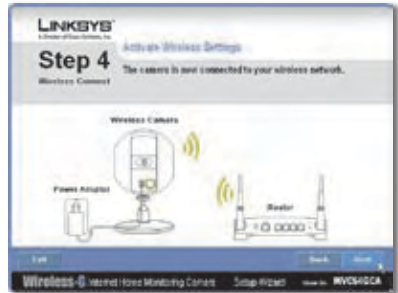 LINKSYS
A Division of Cisco Systems, Inc.
Step 4
Wireless Connect
Activate Wireless Settings
The camera is now connected to your wireless network.
Wireless Camera
Power Adapter
Router
Exit
Back
Next
Wireless-G Internet Home Monitoring Camera Setup Wizard Model No. WVC54GCA